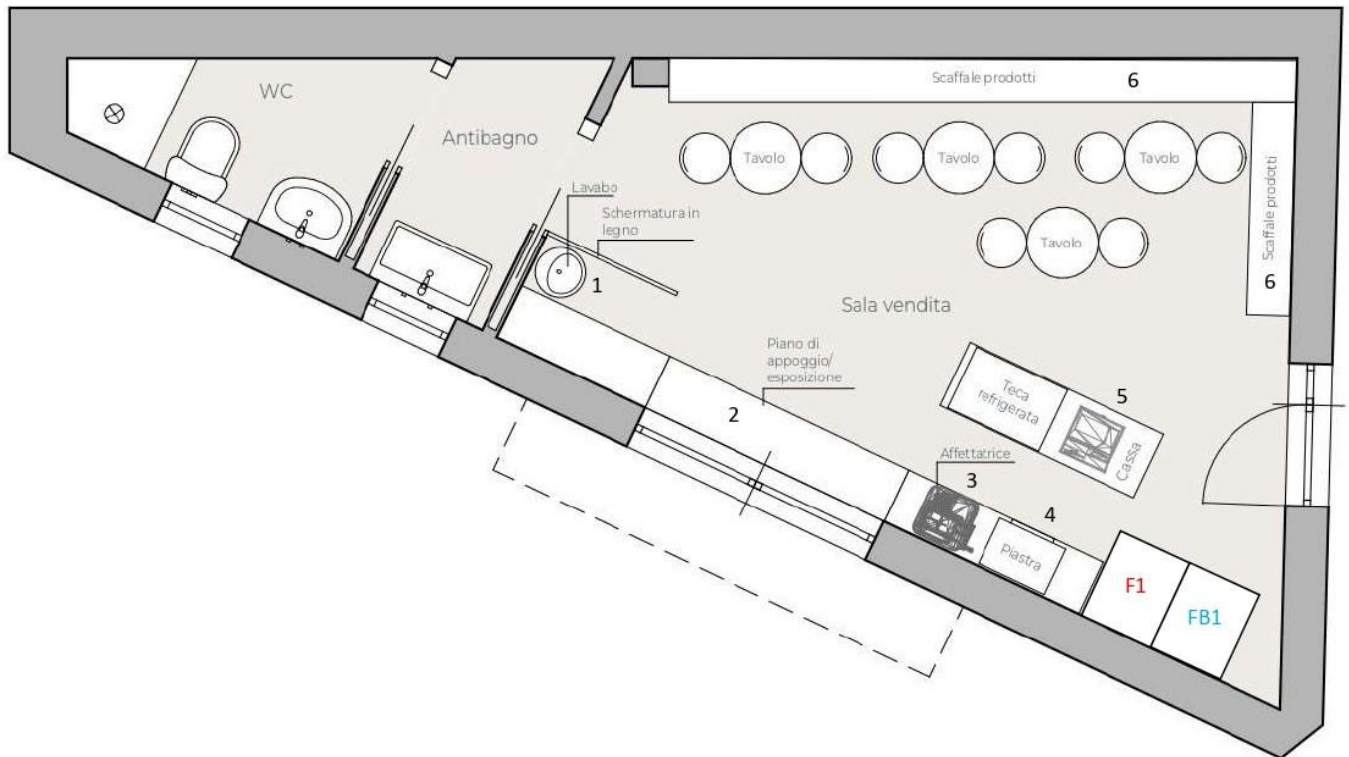 WC
Antibagno
Scaffale prodotti
6
Tavolo
Tavolo
Tavolo
Scaffale prodotti
6
Lavabo
Schermatura in
legno
1
Tavolo
Sala vendita
Piano di
appoggio/
esposizione
2
Teca
refrigerata
5
Cassa
Affettatrice
3
4
Piastra
F1
FB1